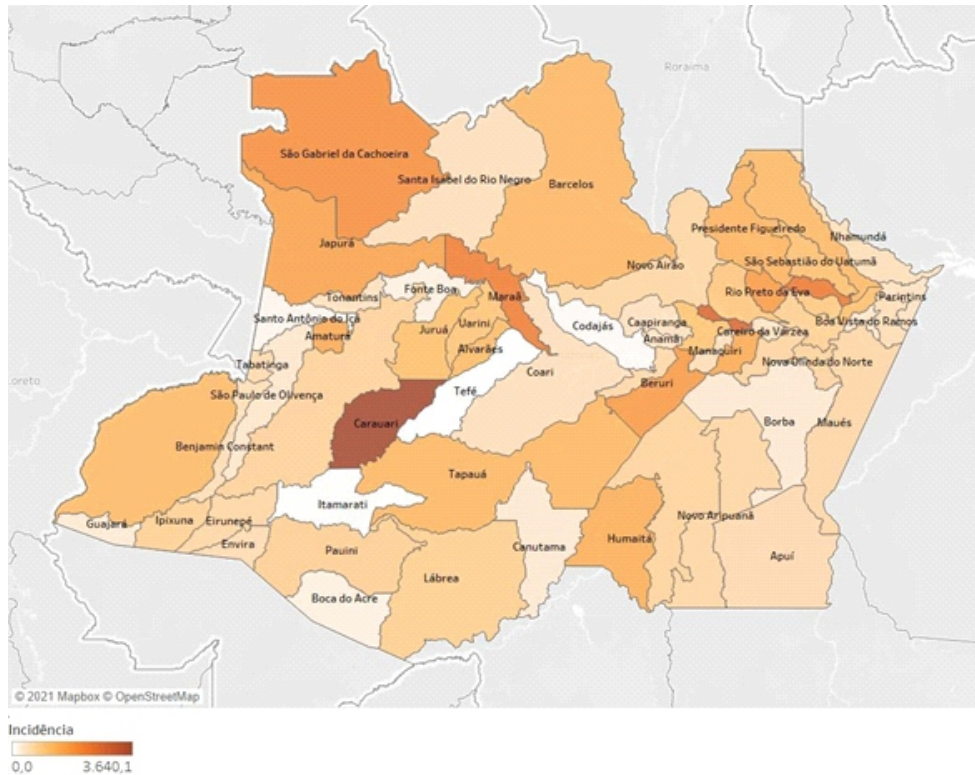 Roraima
São Gabriel da Cachoeira
Santa Isabel do Rio Negro
Barcelos
Presidente Figueiredo
Nhamundá
Japurá
São Sebastião do Uatumã
Novo Airão
Fonte Boa
Maraã
Rio Preto da Eva
Parintins
Tonantins
Santo Antônio do Içá
Amaturá
Juruá
Uarini
Codajás
Caapiranga
Careiro da Várzea
Boa Vista do Ramos
Anamã
Alvarães
Manaquiri
Nova Olinda do Norte
Tabatinga
Coari
Tefé
Beruri
São Paulo de Olivença
Carauari
Borba
Maués
Benjamin Constant
Tapauá
Itamarati
Guajará
Ipixuna
Eirunepé
Novo Aripuanã
Envira
Pauini
Canutama
Humaitá
Apuí
Lábrea
Boca do Acre
© 2021 Mapbox © OpenStreetMap
Incidência
0,0 3.640,1